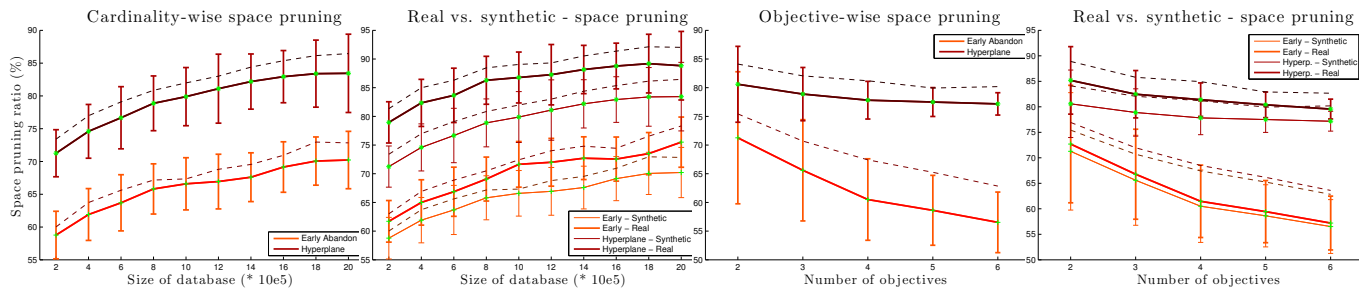 Cardinality-wise space pruning
Space pruning ratio (%)
90
85
80
75
70
65
60
55
2 4 6 8 10 12 14 16 18 20
Size of database (* 10e5)
Early Abandon
Hyperplane
Real vs. synthetic - space pruning
95
90
85
80
75
70
65
60
55
2 4 6 8 10 12 14 16 18 20
Size of database (* 10e5)
Early - Synthetic
Early - Real
Hyperplane - Synthetic
Hyperplane - Real
Objective-wise space pruning
90
85
80
75
70
65
60
55
50
2 3 4 5 6
Number of objectives
Early Abandon
Hyperplane
Real vs. synthetic - space pruning
95
90
85
80
75
70
65
60
55
50
2 3 4 5 6
Number of objectives
Early - Synthetic
Early - Real
Hyperp. - Synthetic
Hyperp. - Real